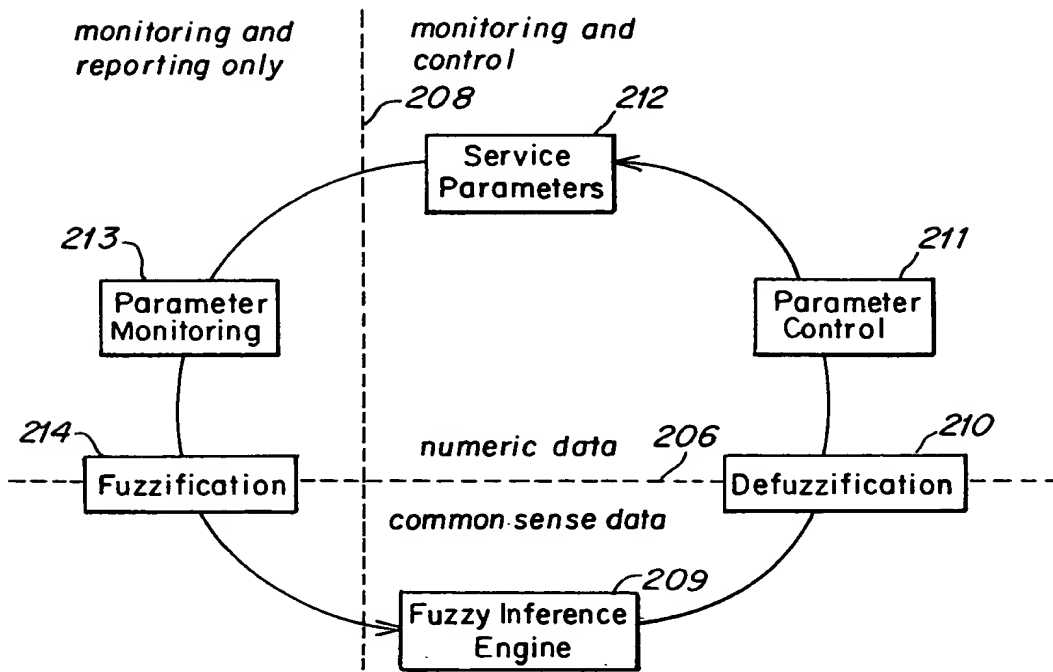 monitoring and
reporting only
monitoring and
control
208
212
Service
Parameters
213
211
Parameter
Monitoring
Parameter
Control
214
numeric data
206
210
Fuzzification
Defuzzification
common sense data
209
Fuzzy Inference
Engine